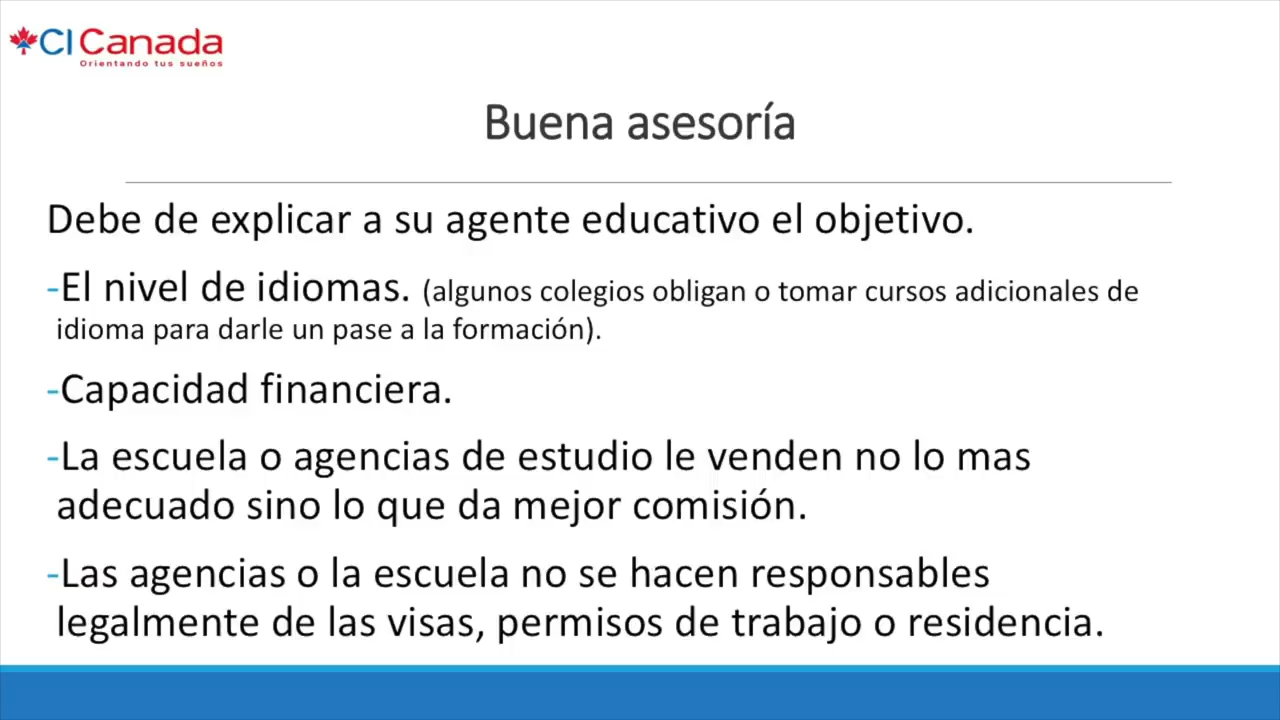 CI Canada
Orientando tus sueños
Buena asesoría
Debe de explicar a su agente educativo el objetivo.
-El nivel de idiomas. (algunos colegios obligan o tomar cursos adicionales de
idioma para darle un pase a la formación).
-Capacidad financiera.
-La escuela o agencias de estudio le venden no lo mas
adecuado sino lo que da mejor comisión.
-Las agencias o la escuela no se hacen responsables
legalmente de las visas, permisos de trabajo o residencia.